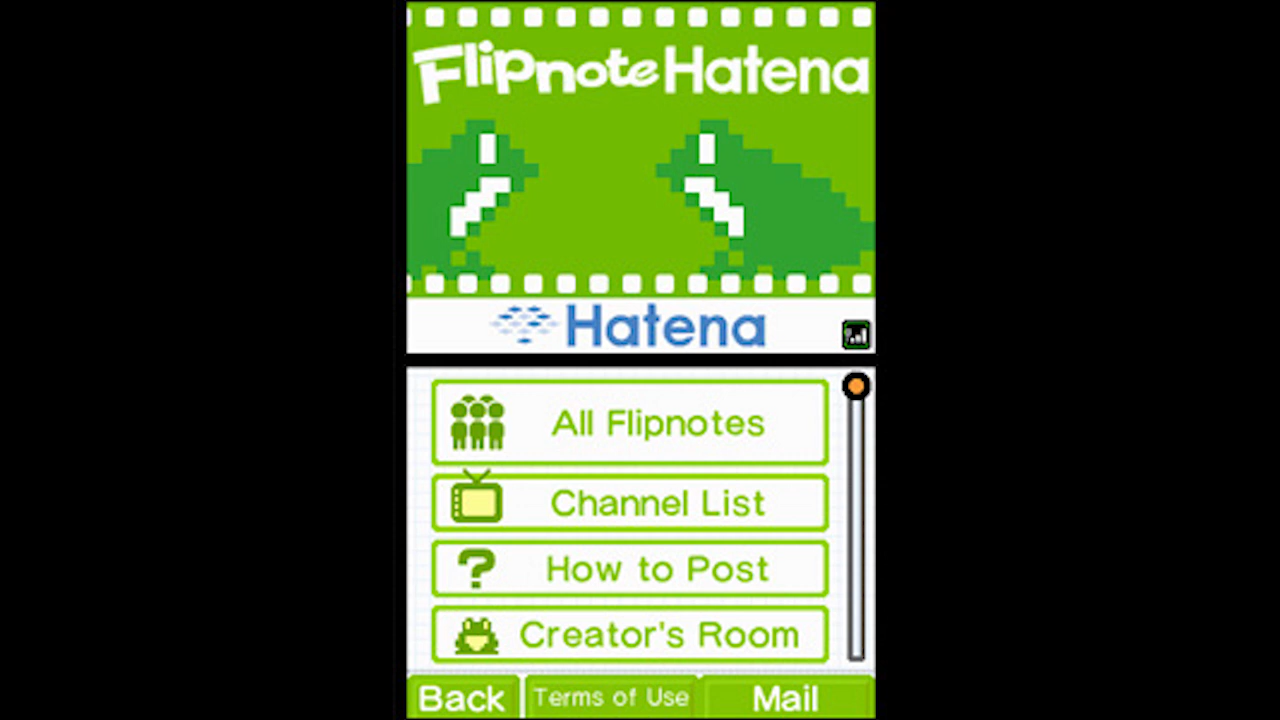 Flipnote Hatena
Hatena
All Flipnotes
Channel List
? How to Post
Creator's Room
Back Terms of Use Mail